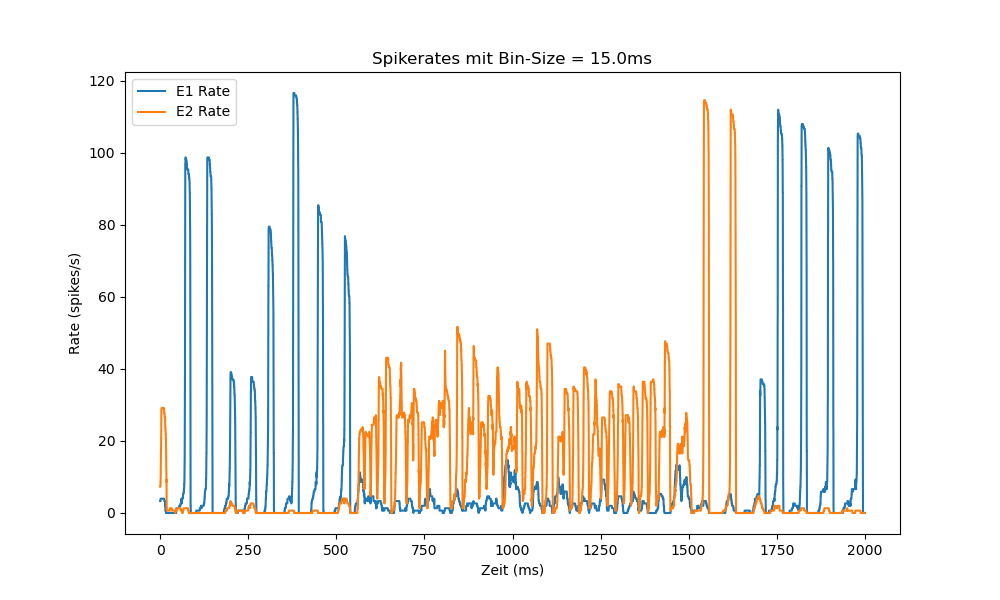 Spikerates mit Bin-Size = 15.0ms
E1 Rate
E2 Rate
120
100
80
60
40
20
0
Rate (spikes/s)
0 250 500 750 1000 1250 1500 1750 2000
Zeit (ms)